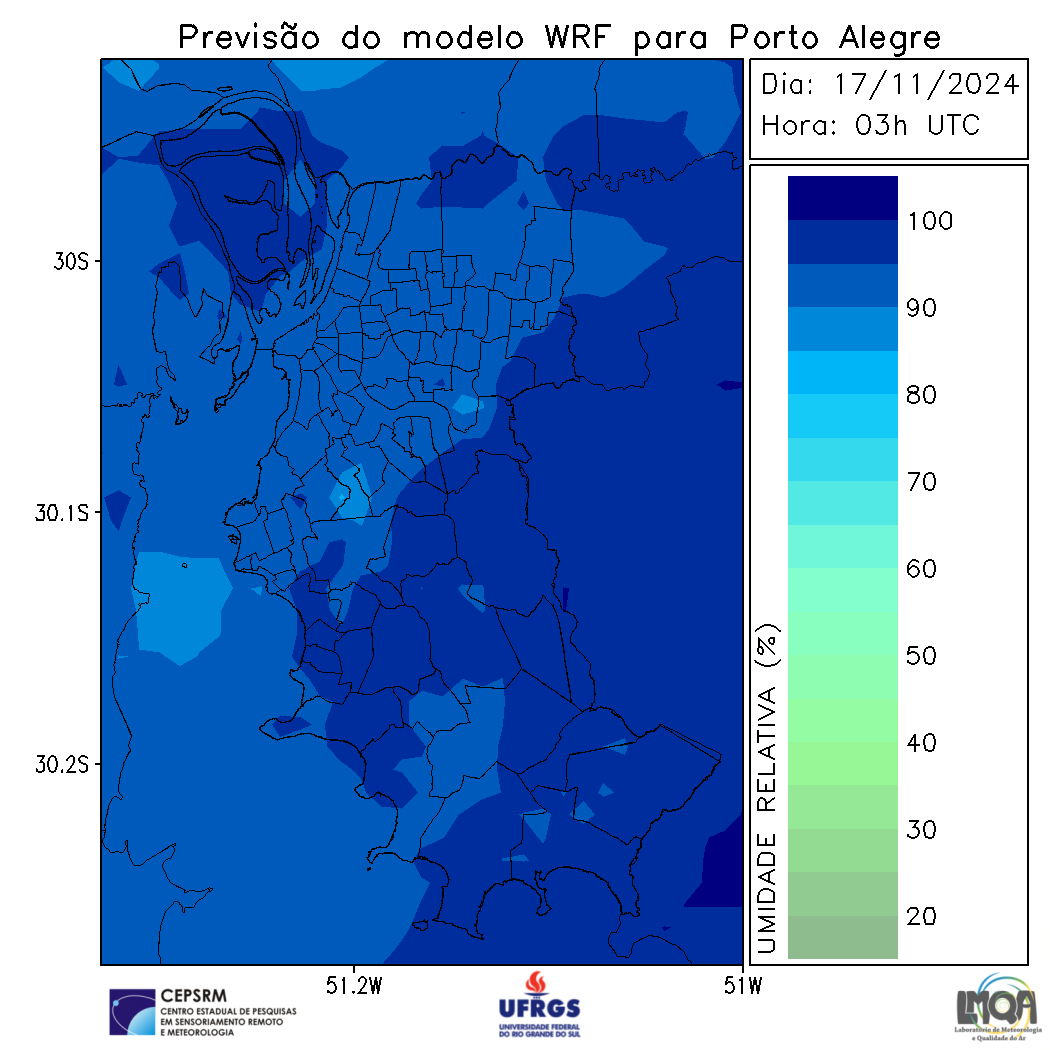 Previsão do modelo WRF para Porto Alegre
Dia: 17/11/2024
Hora: 03h UTC
100
90
80
70
60
50
40
30
20
UMIDADE RELATIVA (%)
30S
30.1S
30.2S
51.2W
51W
CEPSRM
CENTRO ESTADUAL DE PESQUISAS
EM SENSORIAMENTO REMOTO
E METEOROLOGIA
UFRGS
UNIVERSIDADE FEDERAL
DO RIO GRANDE DO SUL
LMQA
Laboratório de Meteorologia
e Qualidade do Ar